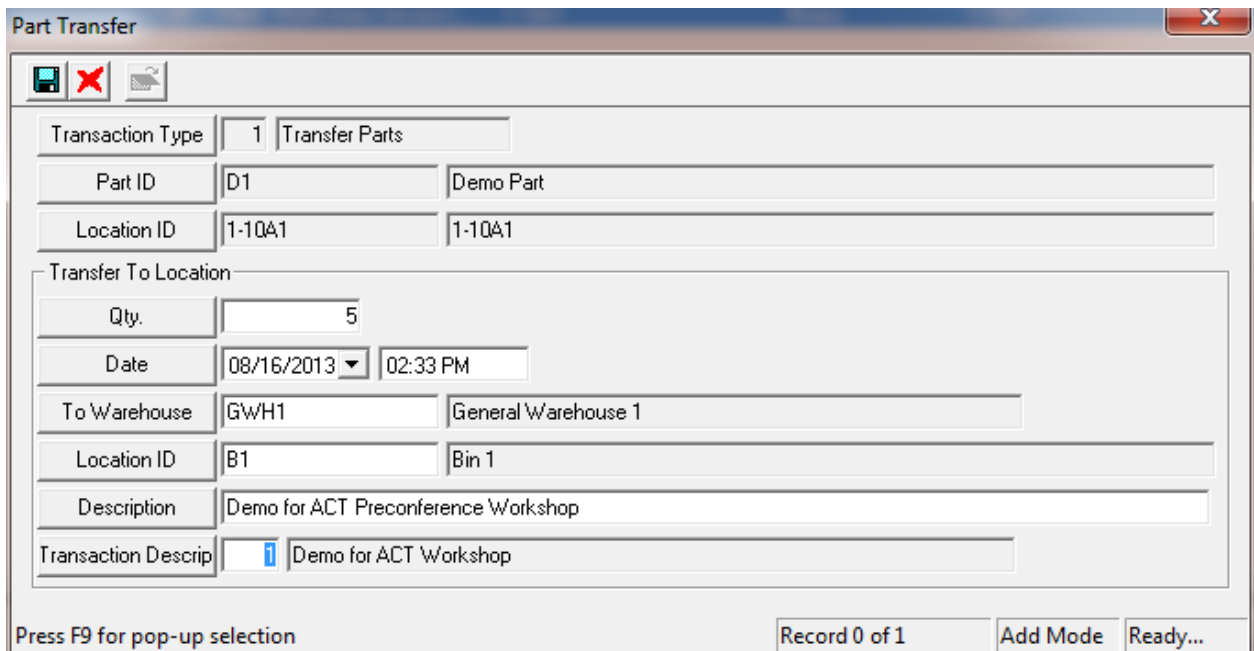 Part Transfer
Transaction Type 1 Transfer Parts
Part ID D1 Demo Part
Location ID 1-10A1 1-10A1
Transfer To Location
Qty. 5
Date 08/16/2013 02:33 PM
To Warehouse GWH1 General Warehouse 1
Location ID B1 Bin 1
Description Demo for ACT Preconference Workshop
Transaction Descrip 1 Demo for ACT Workshop
Press F9 for pop-up selection Record 0 of 1 Add Mode Ready...